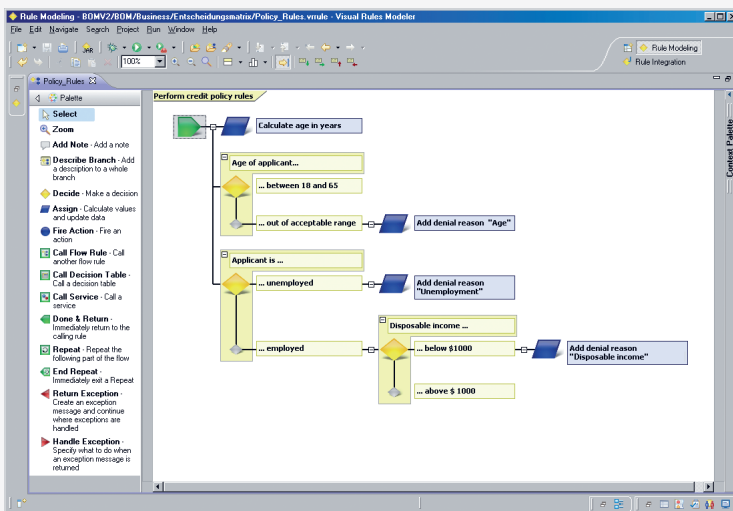 Rule Modeling - BOMV2/BOM/Business/Entscheidungsmatrix/Policy_Rules.vrrule - Visual Rules Modeler
File Edit Navigate Search Project Run Window Help
JAR
100%
Rule Modeling
Rule Integration
Policy_Rules
Palette
Select
Zoom
Add Note - Add a note
Describe Branch - Add
a description to a whole
branch
Decide - Make a decision
Assign - Calculate values
and update data
Fire Action - Fire an
action
Call Flow Rule - Call
another flow rule
Call Decision Table -
Call a decision table
Call Service - Call a
service
Done & Return -
Immediately return to the
calling rule
Repeat - Repeat the
following part of the flow
End Repeat -
Immediately exit a Repeat
Return Exception -
Create an exception
message and continue
where exceptions are
handled
Handle Exception -
Specify what to do when
an exception message is
returned
Perform credit policy rules
Calculate age in years
Age of applicant...
... between 18 and 65
... out of acceptable range
Add denial reason "Age"
Applicant is ...
... unemployed
Add denial reason
"Unemployment"
... employed
Disposable income ...
... below $1000
Add denial reason
"Disposable income"
... above $ 1000
Context Palette